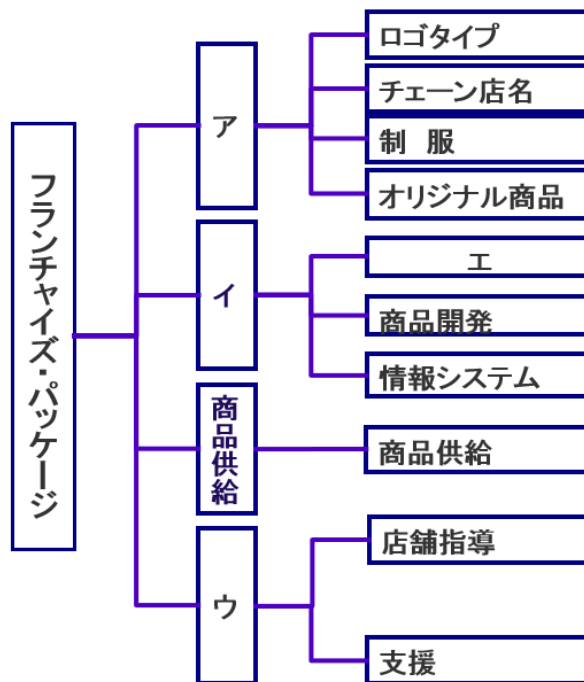 フランチャイズ・パッケージ
ア
ロゴタイプ
チェーン店名
制 服
オリジナル商品
イ
エ
商品開発
情報システム
商品供給
商品供給
ウ
店舗指導
支援